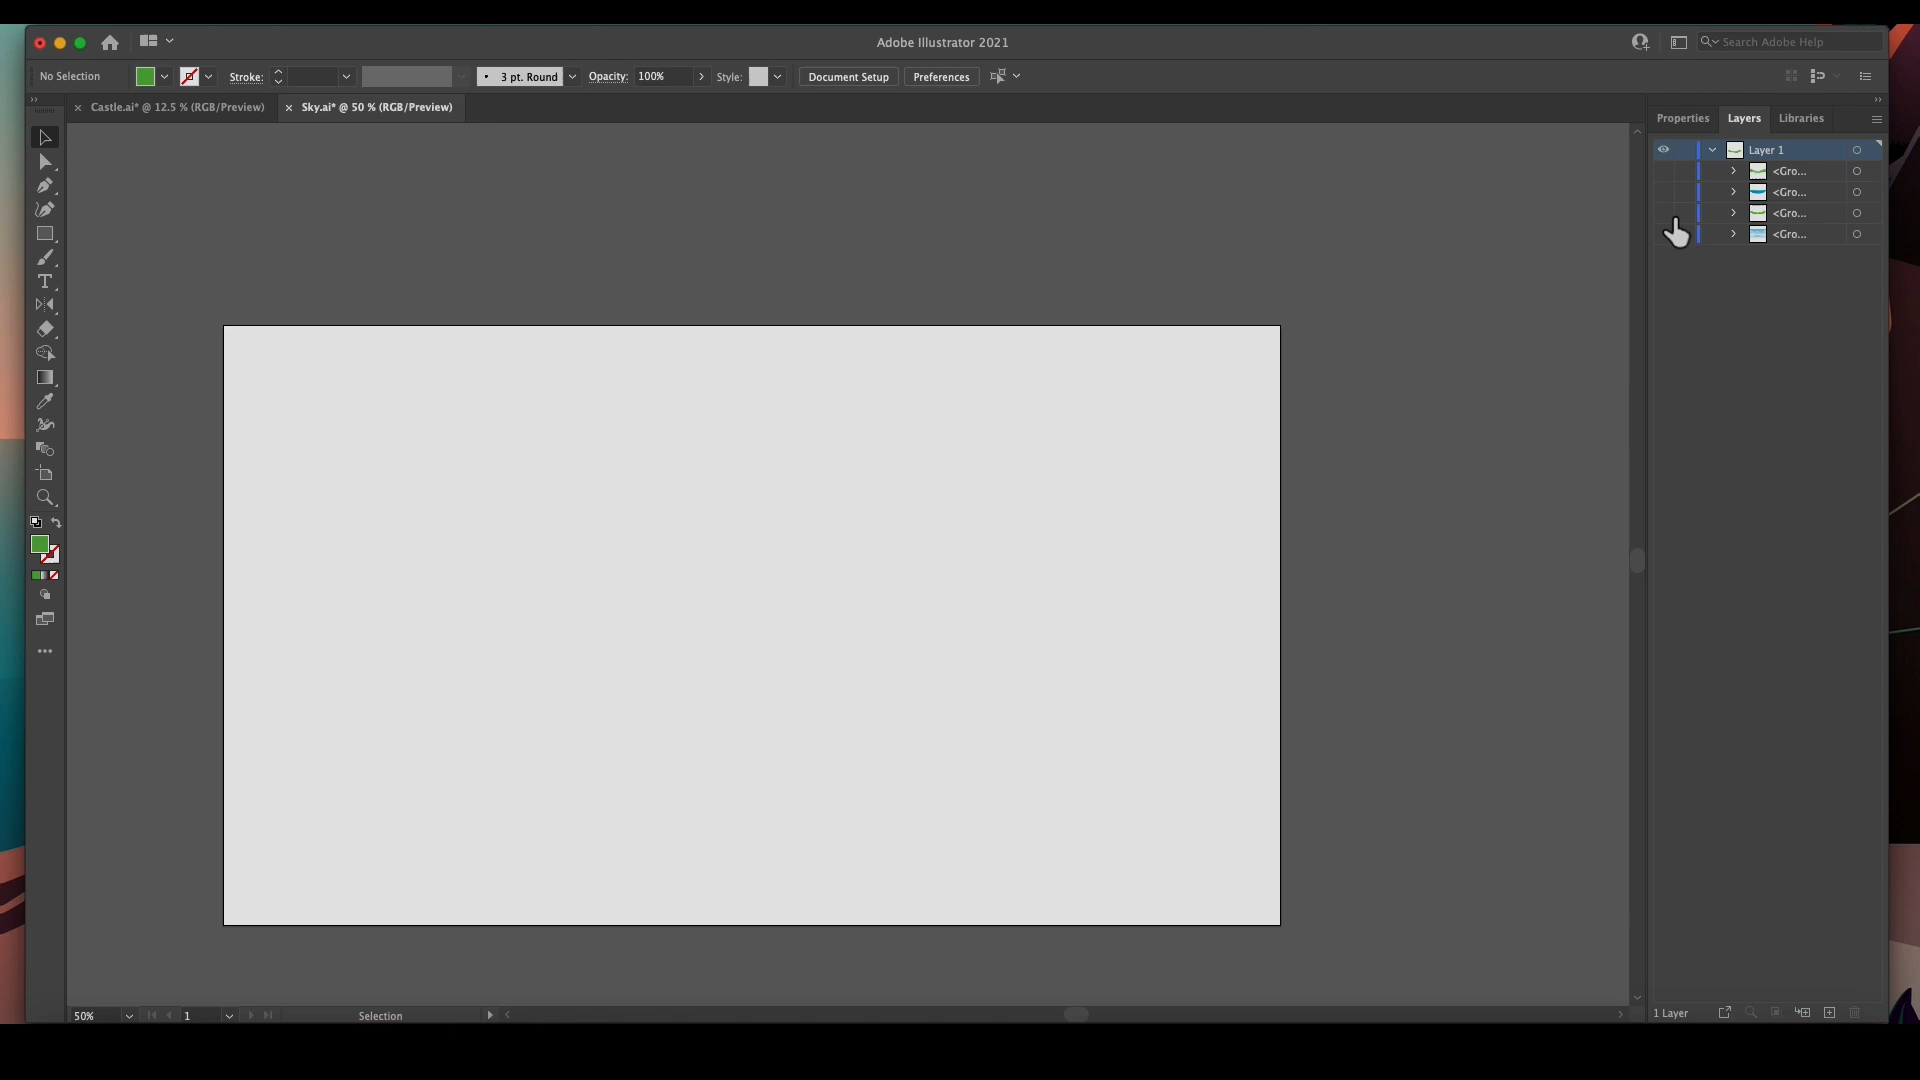 Adobe Illustrator 2021
Search Adobe Help
No Selection
Stroke:
3 pt. Round
Opacity:
100%
Style:
Document Setup
Preferences
Castle.ai* @ 12.5 % (RGB/Preview)
Sky.ai* @ 50 % (RGB/Preview)
Properties
Layers
Libraries
Layer 1
<Gro...
<Gro...
<Gro...
<Gro...
T
50%
1
Selection
1 Layer